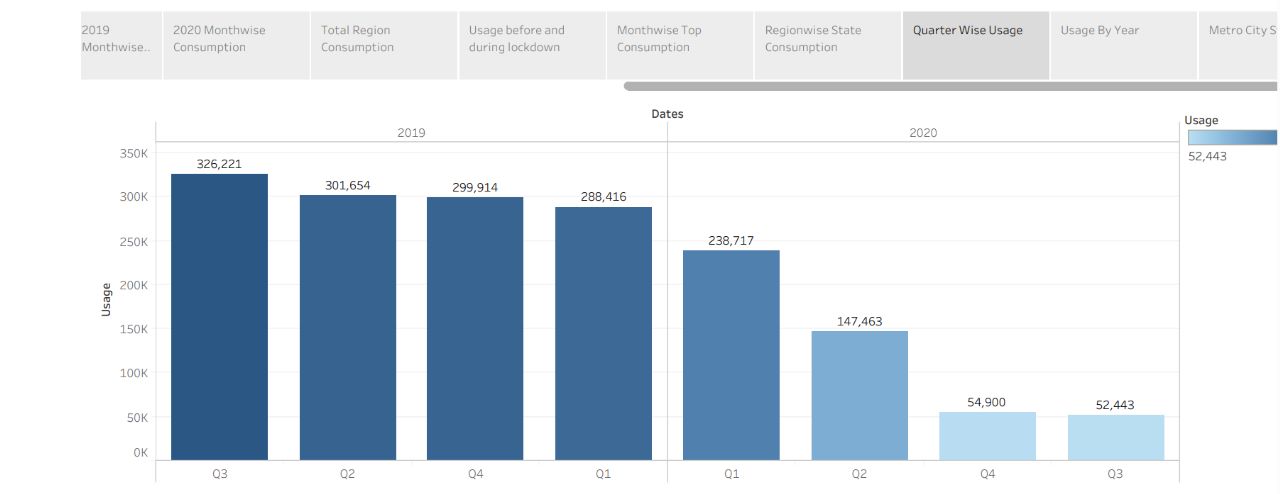 2019
Monthwise..
2020 Monthwise
Consumption
Total Region
Consumption
Usage before and
during lockdown
Monthwise Top
Consumption
Regionwise State
Consumption
Quarter Wise Usage
Usage By Year
Metro City S
Dates
2019
2020
Usage
52,443
350K
300K
250K
200K
150K
100K
50K
0K
Usage
326,221
301,654
299,914
288,416
238,717
147,463
54,900
52,443
Q3
Q2
Q4
Q1
Q1
Q2
Q4
Q3